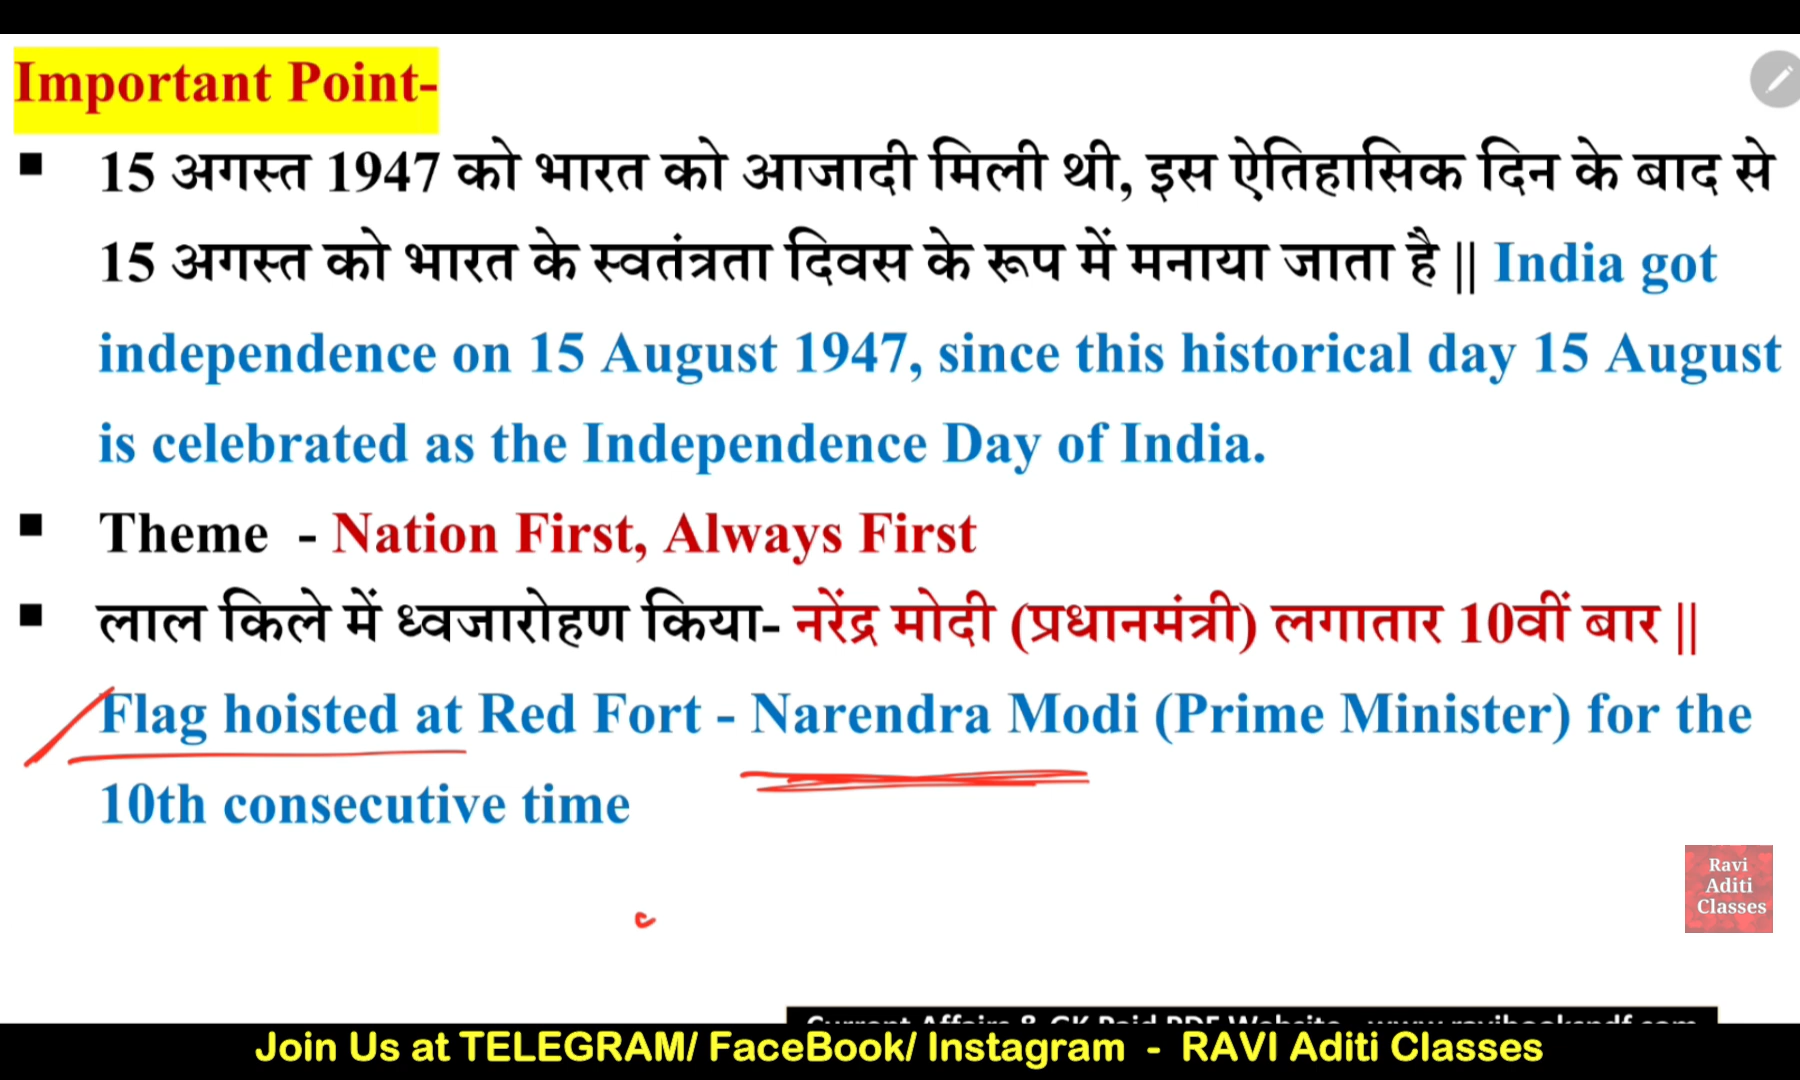 Important Point-
▪ 15 अगस्त 1947 को भारत को आजादी मिली थी, इस ऐतिहासिक दिन के बाद से
15 अगस्त को भारत के स्वतंत्रता दिवस के रूप में मनाया जाता है || India got
independence on 15 August 1947, since this historical day 15 August
is celebrated as the Independence Day of India.
▪ Theme - Nation First, Always First
▪ लाल किले में ध्वजारोहण किया- नरेंद्र मोदी (प्रधानमंत्री) लगातार 10वीं बार ||
Flag hoisted at Red Fort - Narendra Modi (Prime Minister) for the
10th consecutive time
Ravi
Aditi
Classes
Current Affairs & GK Paid PDF Website - www.ravibookspdf.com
Join Us at TELEGRAM/ FaceBook/ Instagram - RAVI Aditi Classes